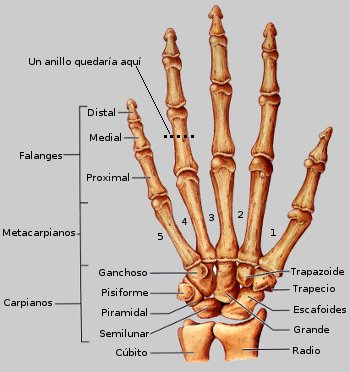 Un anillo quedaría aquí
Distal
Medial
Falanges
Proximal
Metacarpianos
5
4
3
2
1
Carpianos
Ganchoso
Pisiforme
Piramidal
Semilunar
Cúbito
Trapazoide
Trapecio
Escafoides
Grande
Radio